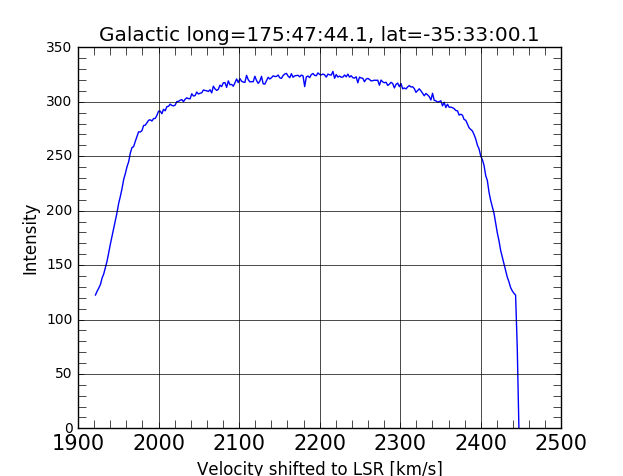 Galactic long=175:47:44.1, lat=-35:33:00.1
350
300
250
200
150
100
50
0
Intensity
1900 2000 2100 2200 2300 2400 2500
Velocity shifted to LSR [km/s]